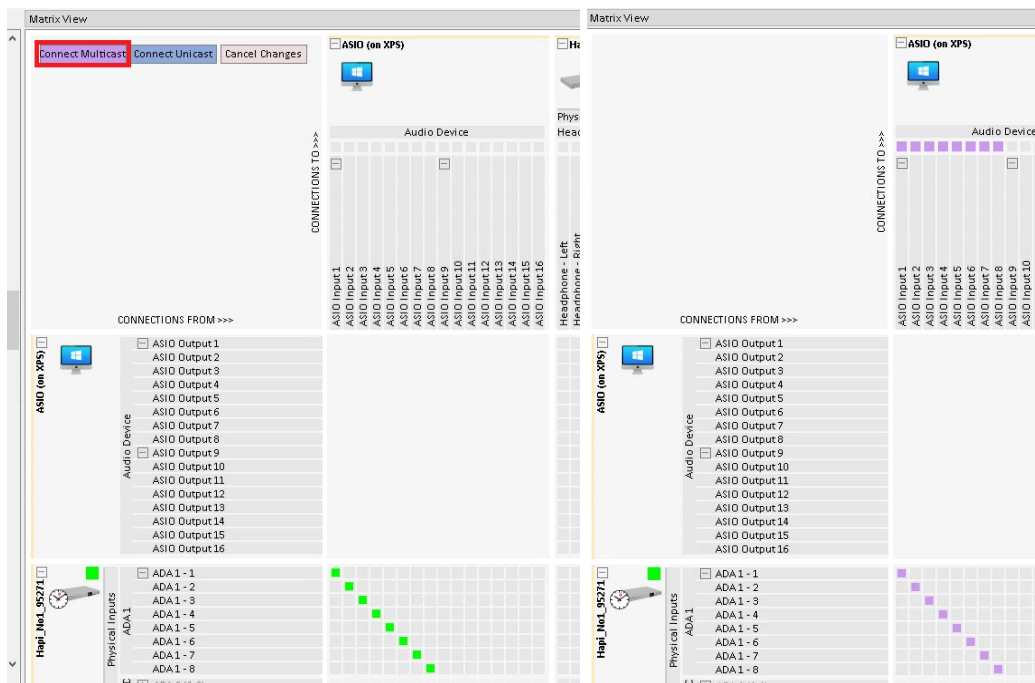 Matrix View
Connect Multicast Connect Unicast Cancel Changes
ASIO (on XPS)
Ha
Physi
Audio Device
Head
CONNECTIONS TO >>>
ASIO Input 1
ASIO Input 2
ASIO Input 3
ASIO Input 4
ASIO Input 5
ASIO Input 6
ASIO Input 7
ASIO Input 8
ASIO Input 9
ASIO Input 10
ASIO Input 11
ASIO Input 12
ASIO Input 13
ASIO Input 14
ASIO Input 15
ASIO Input 16
Headphone - Left
Headphone - Right
CONNECTIONS FROM >>>
ASIO (on XPS)
Audio Device
ASIO Output 1
ASIO Output 2
ASIO Output 3
ASIO Output 4
ASIO Output 5
ASIO Output 6
ASIO Output 7
ASIO Output 8
ASIO Output 9
ASIO Output 10
ASIO Output 11
ASIO Output 12
ASIO Output 13
ASIO Output 14
ASIO Output 15
ASIO Output 16
Hapi_No1_95271
Physical Inputs
ADA 1
ADA 1 - 1
ADA 1 - 2
ADA 1 - 3
ADA 1 - 4
ADA 1 - 5
ADA 1 - 6
ADA 1 - 7
ADA 1 - 8
Matrix View
ASIO (on XPS)
Audio Device
CONNECTIONS TO >>>
ASIO Input 1
ASIO Input 2
ASIO Input 3
ASIO Input 4
ASIO Input 5
ASIO Input 6
ASIO Input 7
ASIO Input 8
ASIO Input 9
ASIO Input 10
CONNECTIONS FROM >>>
ASIO (on XPS)
Audio Device
ASIO Output 1
ASIO Output 2
ASIO Output 3
ASIO Output 4
ASIO Output 5
ASIO Output 6
ASIO Output 7
ASIO Output 8
ASIO Output 9
ASIO Output 10
ASIO Output 11
ASIO Output 12
ASIO Output 13
ASIO Output 14
ASIO Output 15
ASIO Output 16
Hapi_No1_95271
Physical Inputs
ADA 1
ADA 1 - 1
ADA 1 - 2
ADA 1 - 3
ADA 1 - 4
ADA 1 - 5
ADA 1 - 6
ADA 1 - 7
ADA 1 - 8